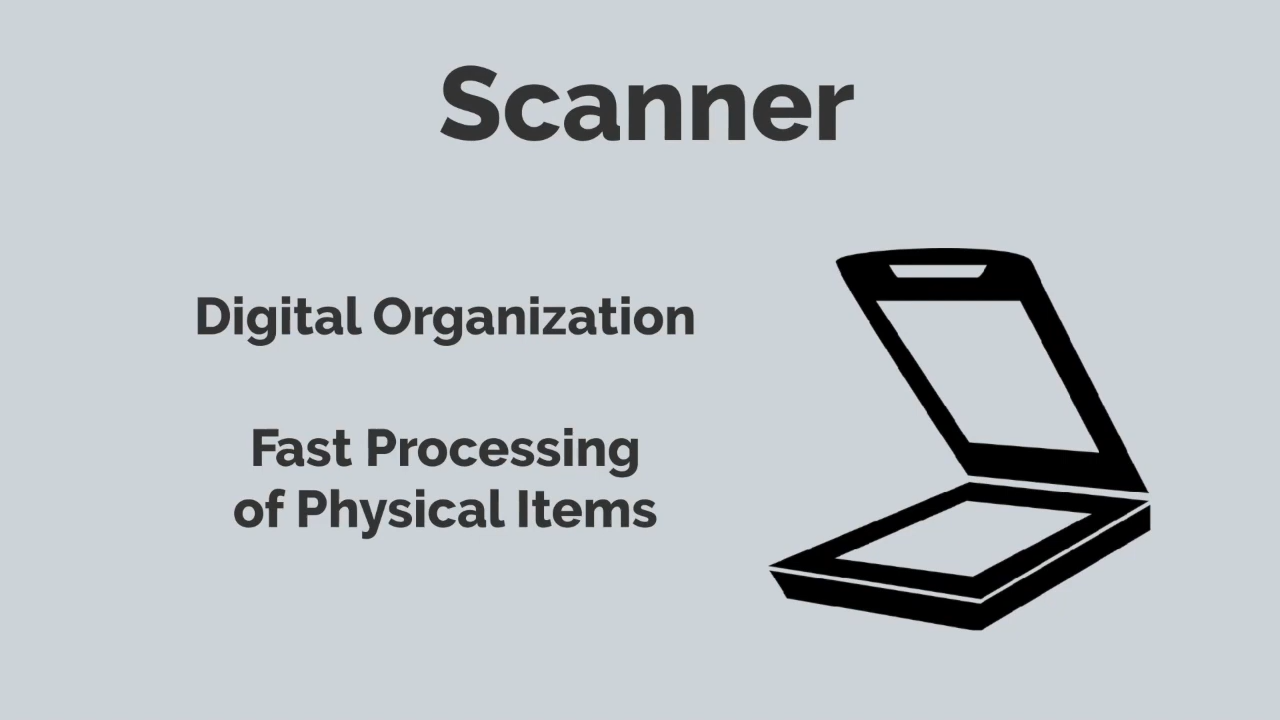 Scanner
Digital Organization
Fast Processing
of Physical Items